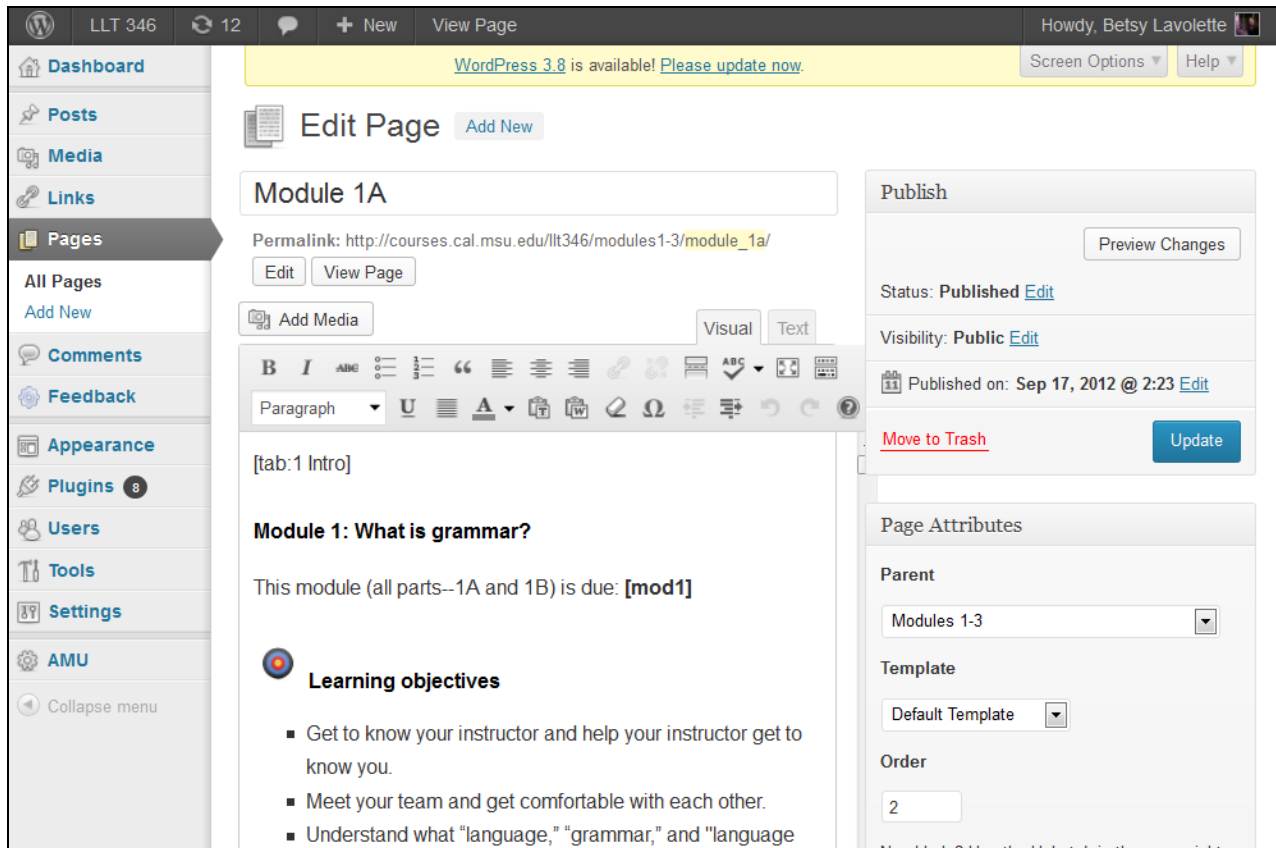 LLT 346 12 New View Page Howdy, Betsy Lavolette
WordPress 3.8 is available! Please update now.
Screen Options Help
Dashboard
Posts
Media
Links
Pages
All Pages
Add New
Comments
Feedback
Appearance
Plugins 8
Users
Tools
Settings
AMU
Collapse menu
Edit Page Add New
Module 1A
Permalink: http://courses.cal.msu.edu/llt346/modules1-3/module_1a/
Edit View Page
Add Media
Visual Text
B I ABC ABC
Paragraph U A T W Ω
[tab:1 Intro]
Module 1: What is grammar?
This module (all parts--1A and 1B) is due: [mod1]
Learning objectives
Get to know your instructor and help your instructor get to
know you.
Meet your team and get comfortable with each other.
Understand what “language,” “grammar,” and "language
Publish
Preview Changes
Status: Published Edit
Visibility: Public Edit
11 Published on: Sep 17, 2012 @ 2:23 Edit
Move to Trash Update
Page Attributes
Parent
Modules 1-3
Template
Default Template
Order
2